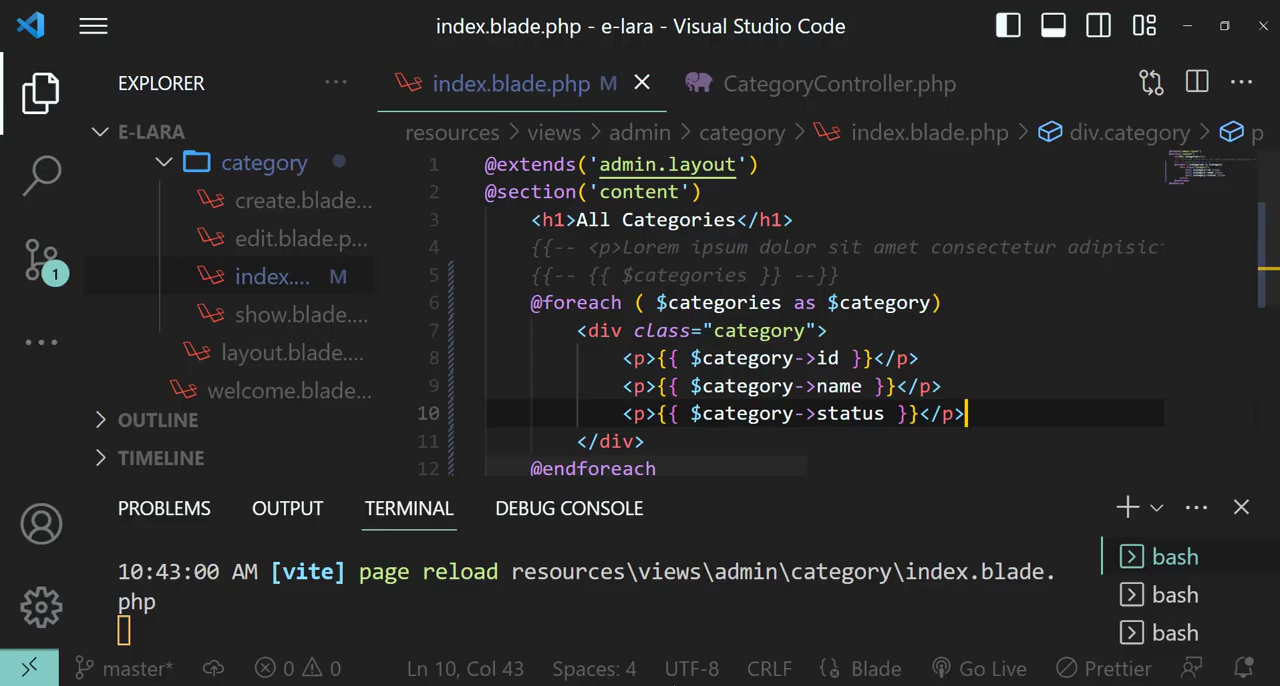 index.blade.php - e-lara - Visual Studio Code
EXPLORER
index.blade.php M
CategoryController.php
E-LARA
category
create.blade...
edit.blade.p...
index.... M
show.blade....
layout.blade....
welcome.blade...
OUTLINE
TIMELINE
1
resources > views > admin > category > index.blade.php > div.category > p
1 @extends('admin.layout')
2 @section('content')
3 <h1>All Categories</h1>
4 {{-- <p>Lorem ipsum dolor sit amet consectetur adipisic
5 {{-- {{ $categories }} --}}
6 @foreach ( $categories as $category)
7 <div class="category">
8 <p>{{ $category->id }}</p>
9 <p>{{ $category->name }}</p>
10 <p>{{ $category->status }}</p>
11 </div>
12 @endforeach
PROBLEMS OUTPUT TERMINAL DEBUG CONSOLE
10:43:00 AM [vite] page reload resources\views\admin\category\index.blade.
php
bash
bash
bash
master* 0 0 Ln 10, Col 43 Spaces: 4 UTF-8 CRLF Blade Go Live Prettier